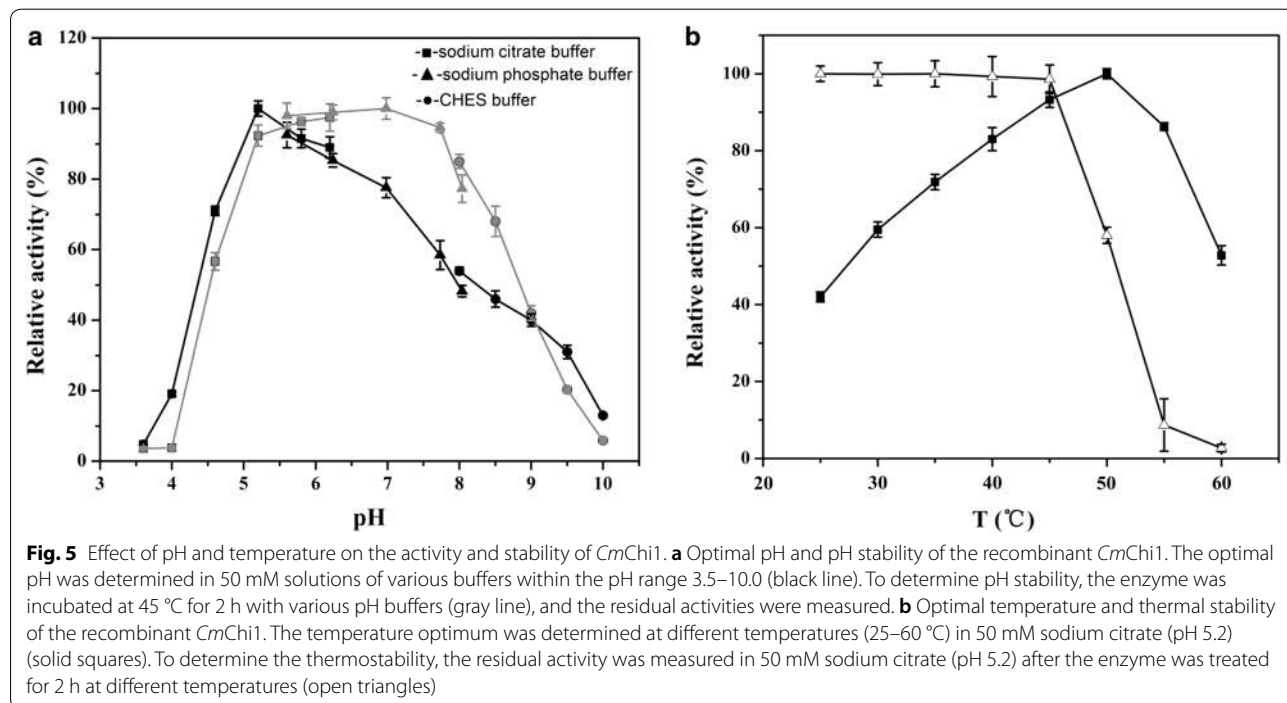 a
120
100
80
60
40
20
0
Relative activity (%)
-■-sodium citrate buffer
-▲-sodium phosphate buffer
-●-CHES buffer
3 4 5 6 7 8 9 10
pH
b
100
80
60
40
20
0
Relative activity (%)
20 30 40 50 60
T (℃)
Fig. 5 Effect of pH and temperature on the activity and stability of CmChi1. a Optimal pH and pH stability of the recombinant CmChi1. The optimal
pH was determined in 50 mM solutions of various buffers within the pH range 3.5–10.0 (black line). To determine pH stability, the enzyme was
incubated at 45 °C for 2 h with various pH buffers (gray line), and the residual activities were measured. b Optimal temperature and thermal stability
of the recombinant CmChi1. The temperature optimum was determined at different temperatures (25–60 °C) in 50 mM sodium citrate (pH 5.2)
(solid squares). To determine the thermostability, the residual activity was measured in 50 mM sodium citrate (pH 5.2) after the enzyme was treated
for 2 h at different temperatures (open triangles)